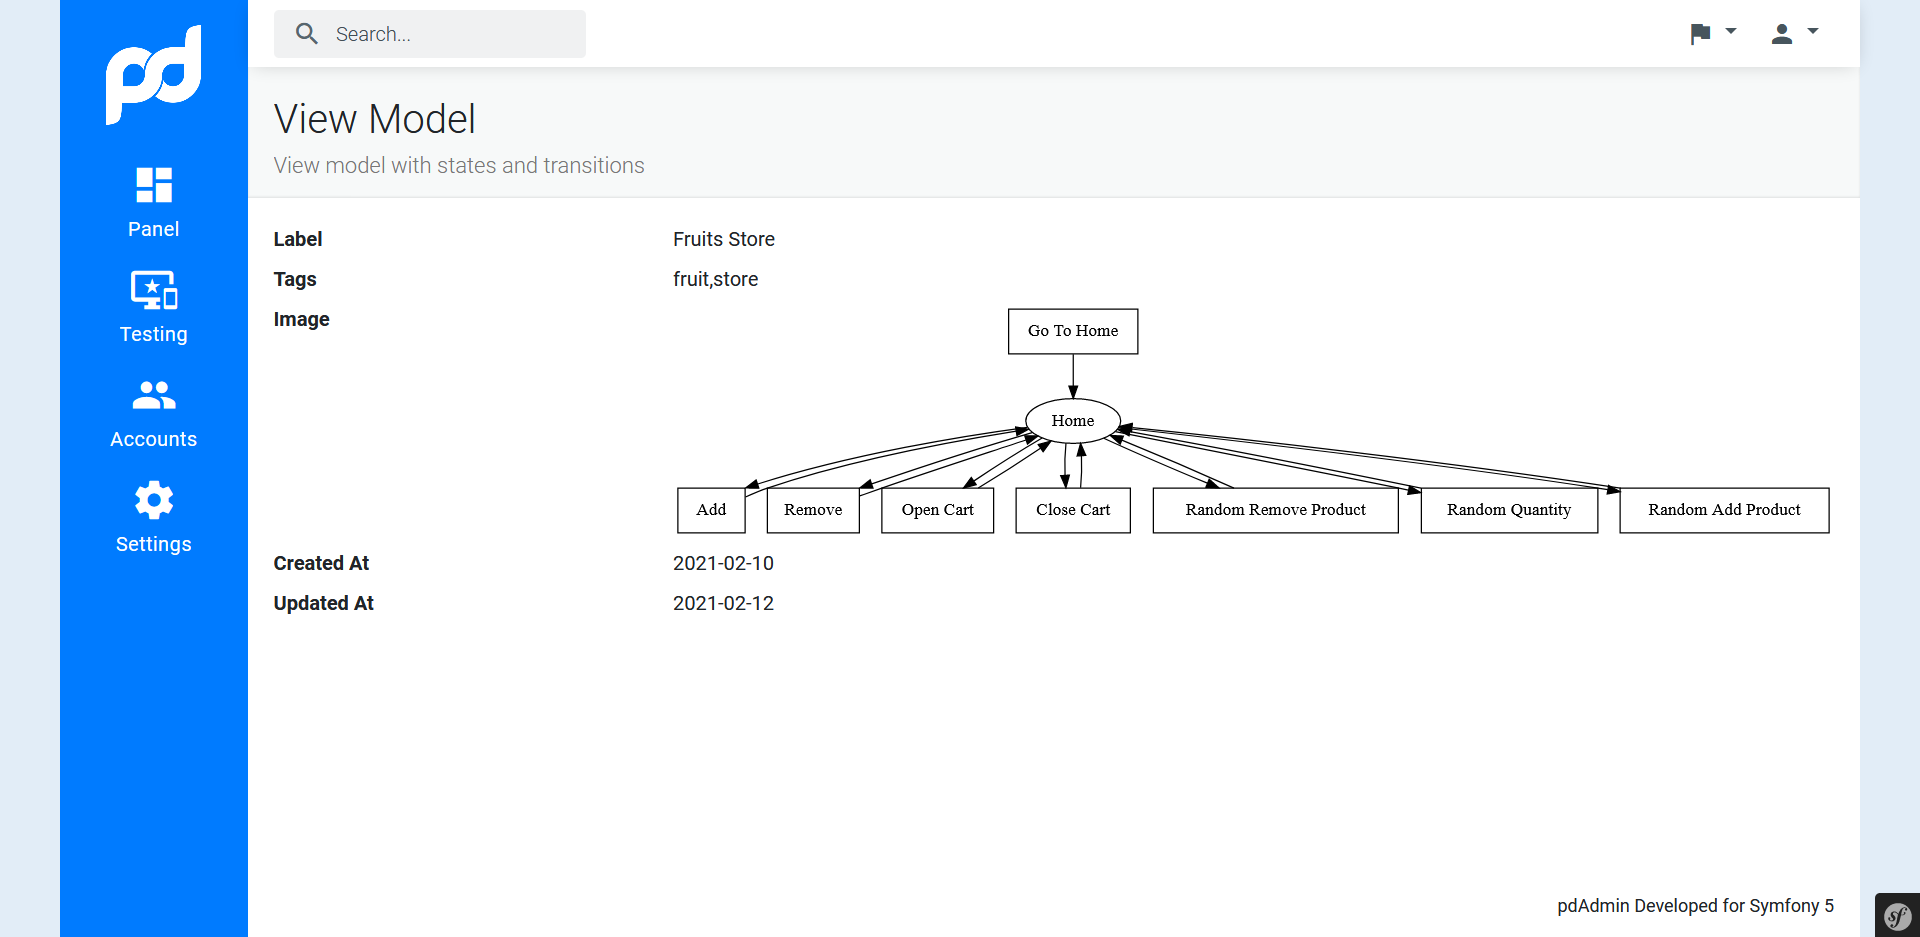 pd
Search...
View Model
View model with states and transitions
Panel
Testing
Accounts
Settings
Label
Fruits Store
Tags
fruit,store
Image
Go To Home
Home
Add
Remove
Open Cart
Close Cart
Random Remove Product
Random Quantity
Random Add Product
Created At
2021-02-10
Updated At
2021-02-12
pdAdmin Developed for Symfony 5
sf